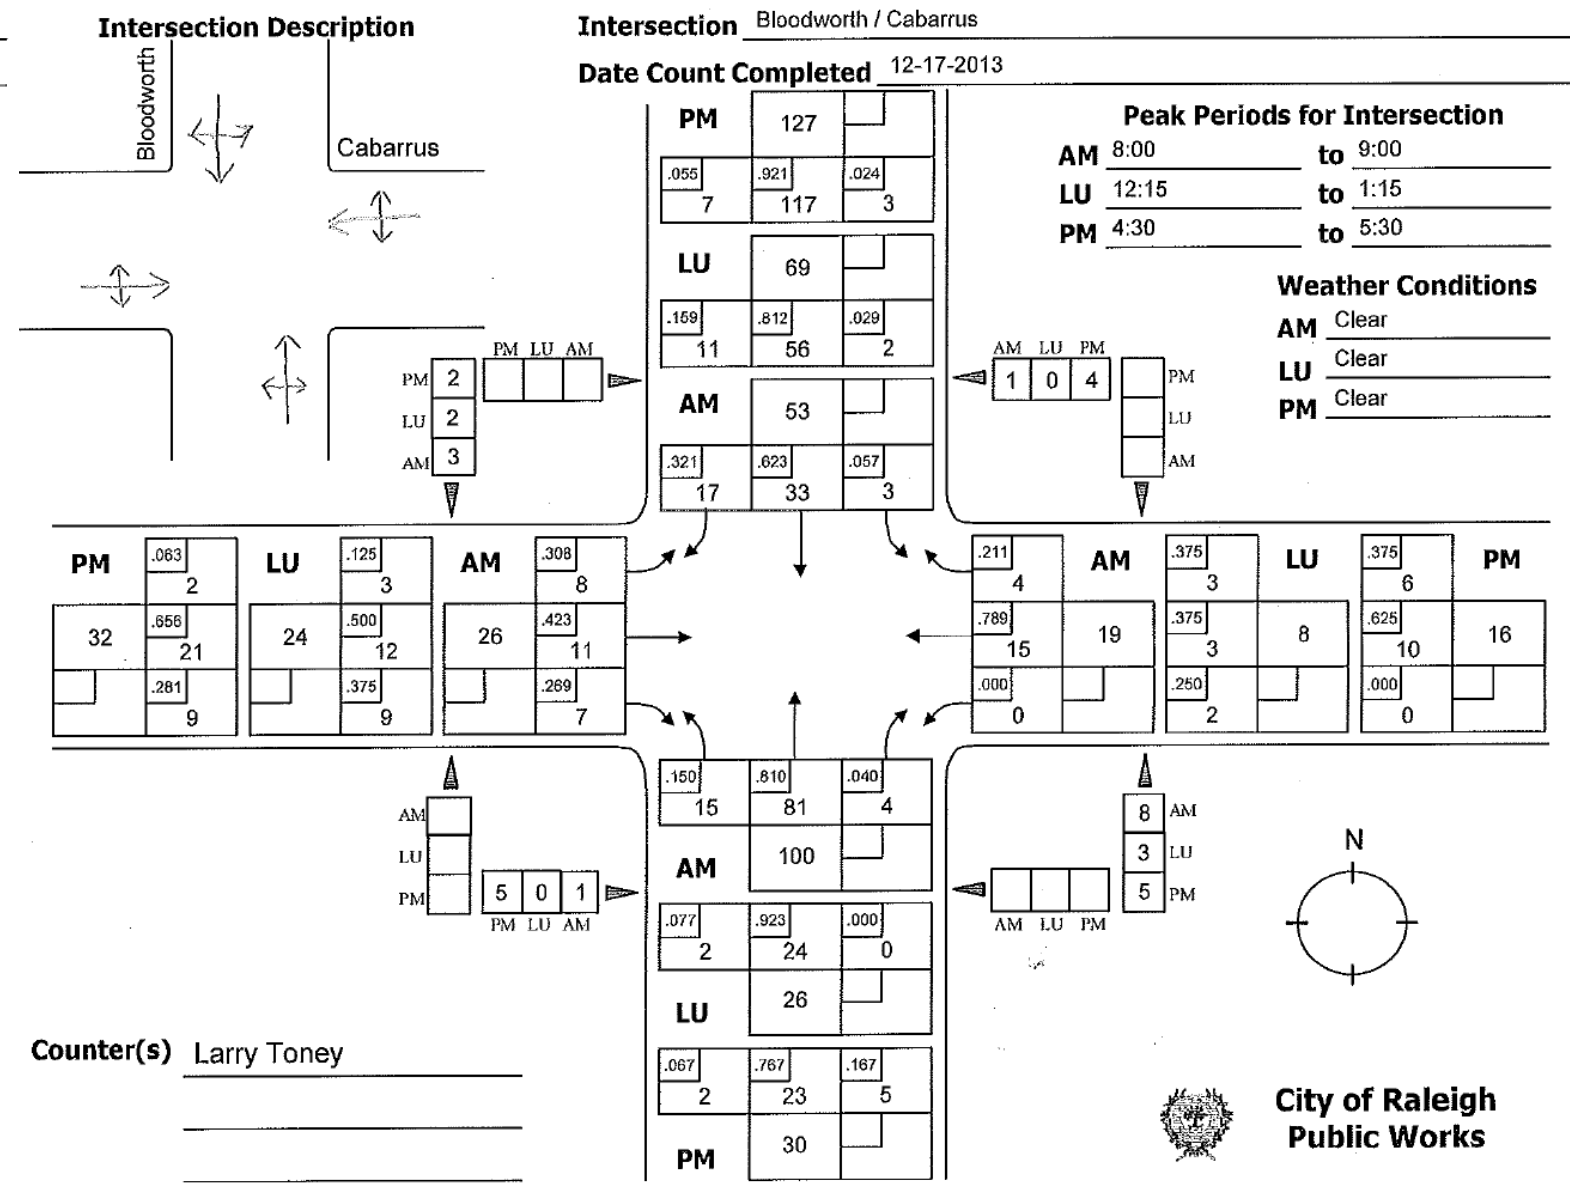 Intersection Description
Intersection Bloodworth / Cabarrus
Date Count Completed 12-17-2013
Bloodworth
Cabarrus
Peak Periods for Intersection
AM 8:00 to 9:00
LU 12:15 to 1:15
PM 4:30 to 5:30
Weather Conditions
AM Clear
LU Clear
PM Clear
PM 127
.055 .921 .024
7 117 3
LU 69
.159 .812 .029
11 56 2
AM 53
.321 .623 .057
17 33 3
PM LU AM
PM 2
LU 2
AM 3
AM LU PM
1 0 4
PM
LU
AM
PM .063 LU .125 AM .308
2 3 8
32 .656 24 .500 26 .423
21 12 11
.281 .375 .269
9 9 7
.211 AM .375 LU .375 PM
4 3 6
.789 19 .375 8 .625 16
15 3 10
.000 .250 .000
0 2 0
AM
LU
PM
5 0 1
PM LU AM
8 AM
3 LU
5 PM
AM LU PM
.150 .810 .040
15 81 4
AM 100
.077 .923 .000
2 24 0
LU 26
.067 .767 .167
2 23 5
PM 30
N
Counter(s) Larry Toney
City of Raleigh
Public Works